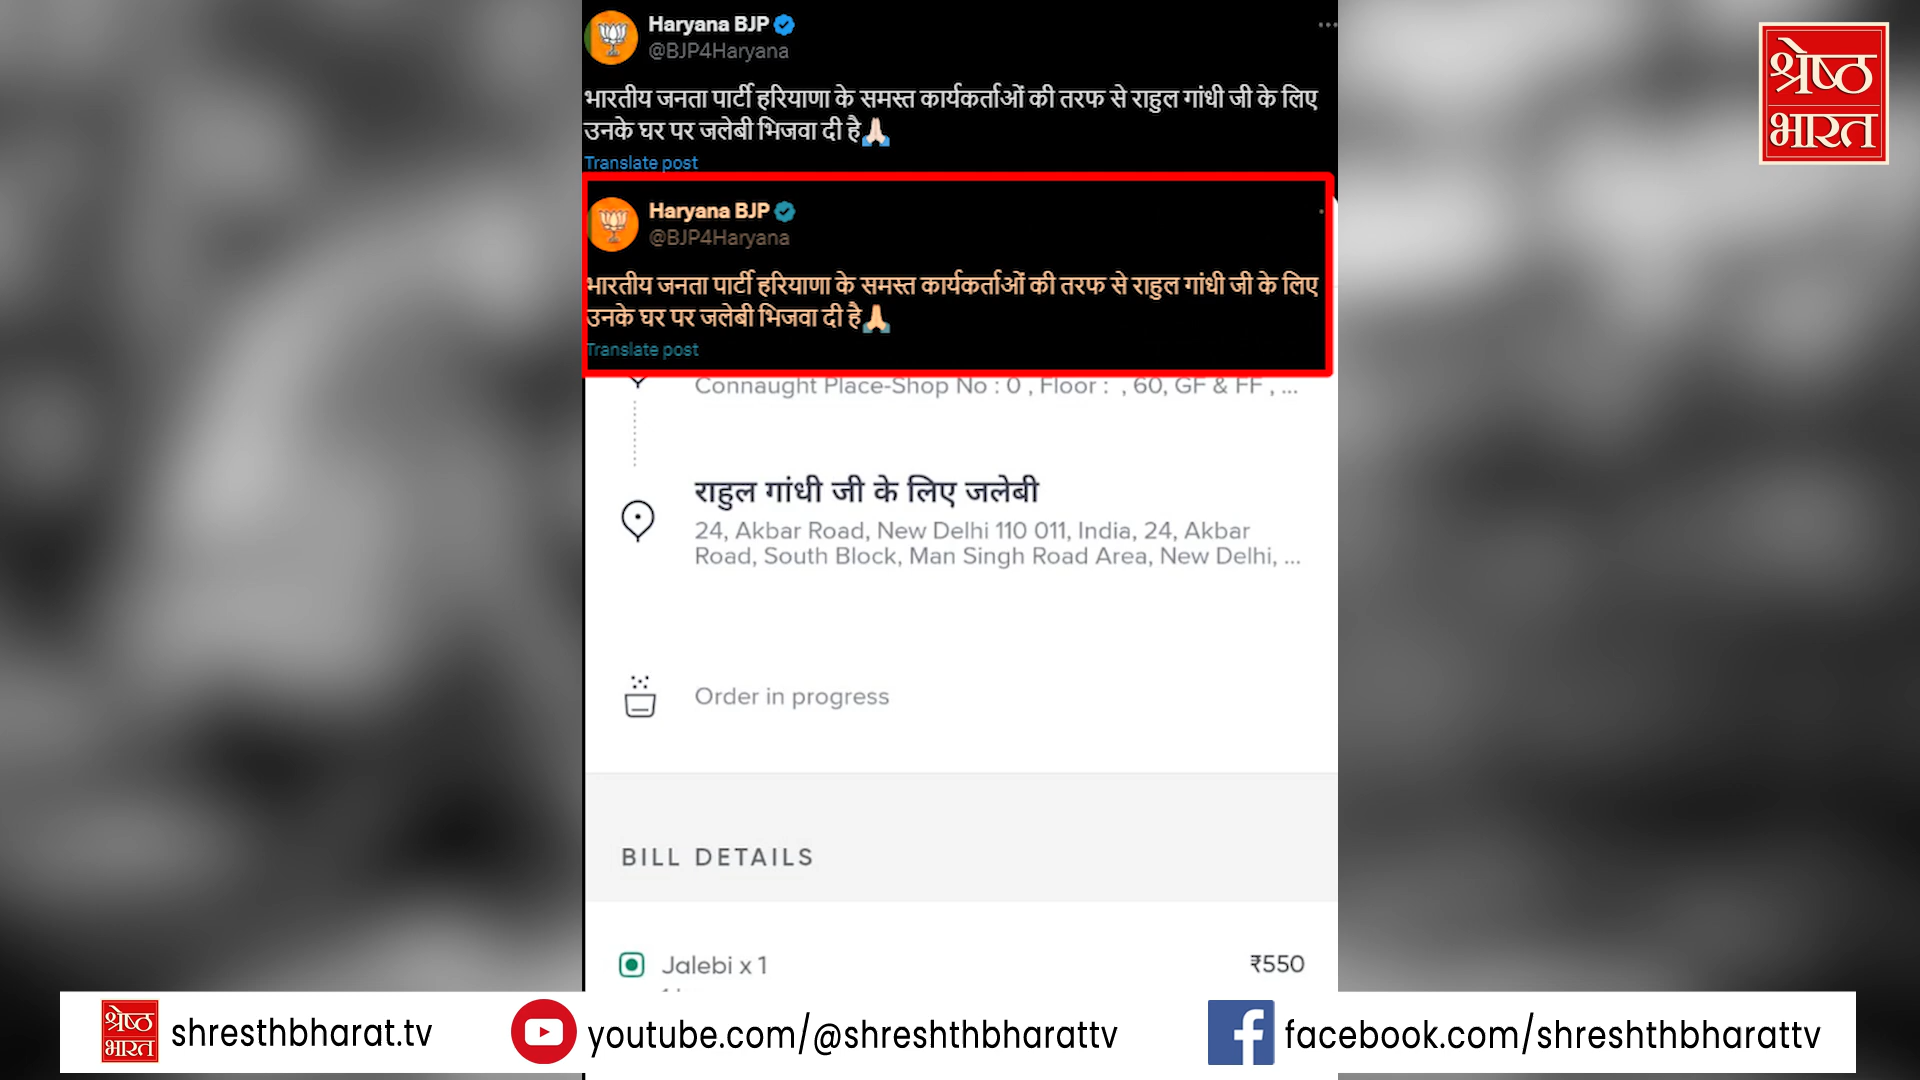 Haryana BJP
@BJP4Haryana
भारतीय जनता पार्टी हरियाणा के समस्त कार्यकर्ताओं की तरफ से राहुल गांधी जी के लिए
उनके घर पर जलेबी भिजवा दी है🙏🏻
Translate post
Haryana BJP
@BJP4Haryana
भारतीय जनता पार्टी हरियाणा के समस्त कार्यकर्ताओं की तरफ से राहुल गांधी जी के लिए
उनके घर पर जलेबी भिजवा दी है🙏🏻
Translate post
Connaught Place-Shop No : 0 , Floor : , 60, GF & FF , ...
राहुल गांधी जी के लिए जलेबी
24, Akbar Road, New Delhi 110 011, India, 24, Akbar
Road, South Block, Man Singh Road Area, New Delhi, ...
Order in progress
BILL DETAILS
Jalebi x 1 ₹550
श्रेष्ठ
भारत
श्रेष्ठ
भारत
shresthbharat.tv
youtube.com/@shreshthbharattv
facebook.com/shreshthbharattv